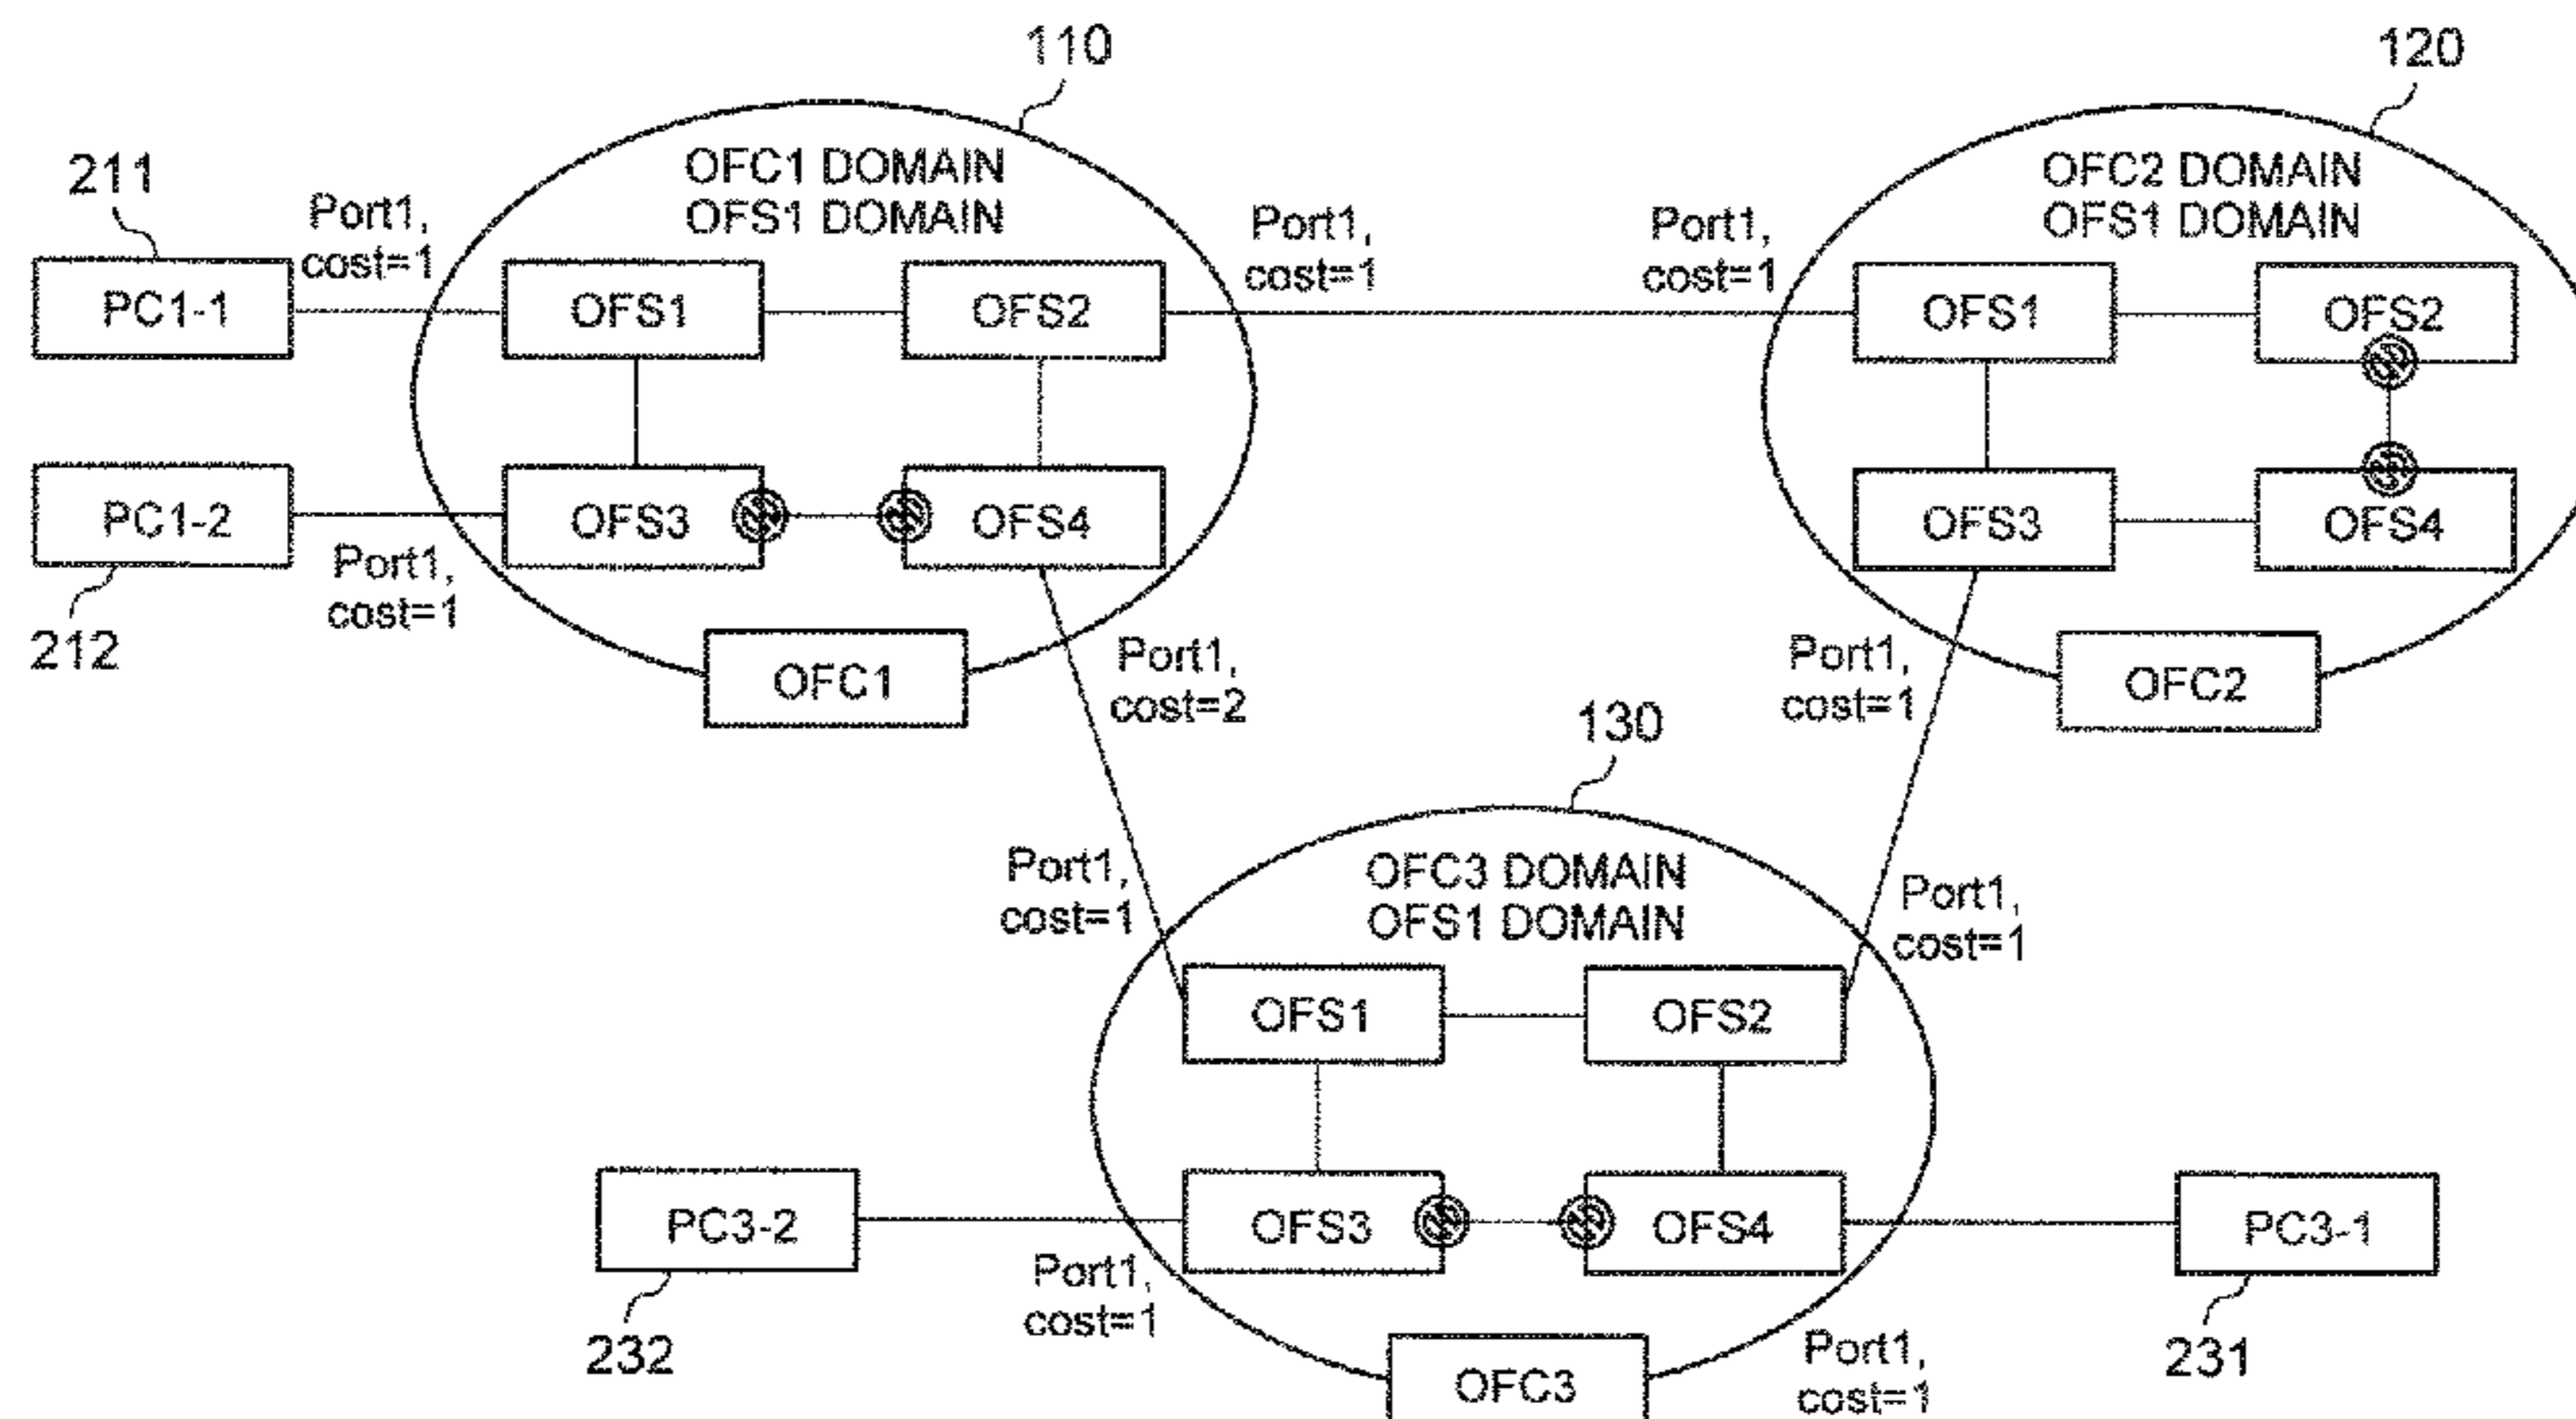 110
120
OFC1 DOMAIN
OFS1 DOMAIN
OFC2 DOMAIN
OFS1 DOMAIN
211
Port1,
cost=1
Port1,
cost=1
Port1,
cost=1
PC1-1
OFS1
OFS2
OFS1
OFS2
PC1-2
OFS3
OFS4
OFS3
OFS4
Port1,
cost=1
212
OFC1
Port1,
cost=2
Port1,
cost=1
OFC2
130
Port1,
cost=1
OFC3 DOMAIN
OFS1 DOMAIN
Port1,
cost=1
OFS1
OFS2
PC3-2
OFS3
OFS4
PC3-1
Port1,
cost=1
232
OFC3
Port1,
cost=1
231